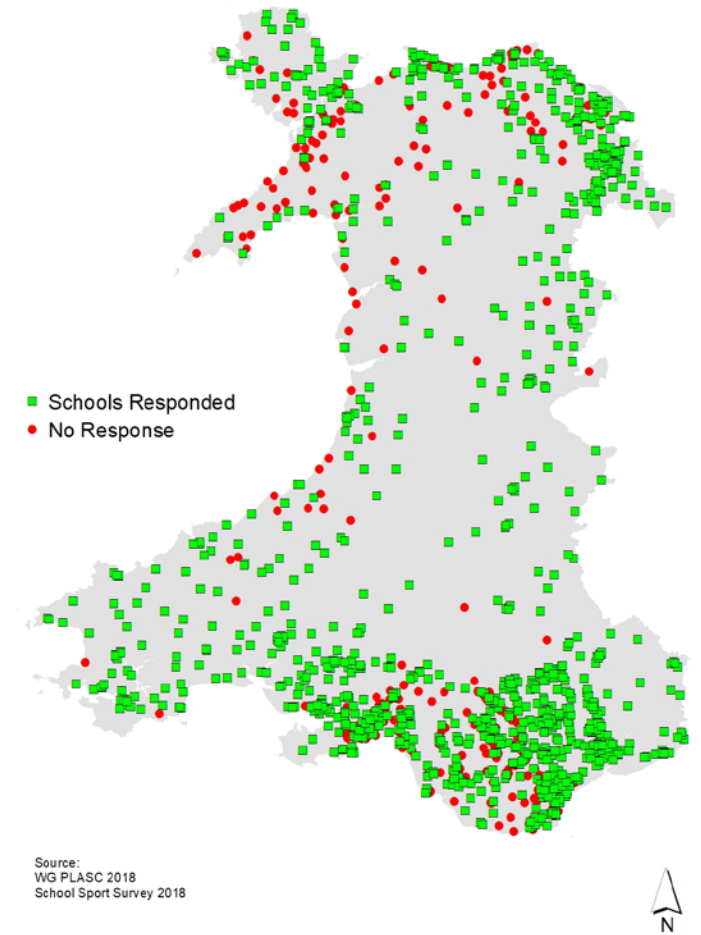 Schools Responded
No Response
Source:
WG PLASC 2018
School Sport Survey 2018
N